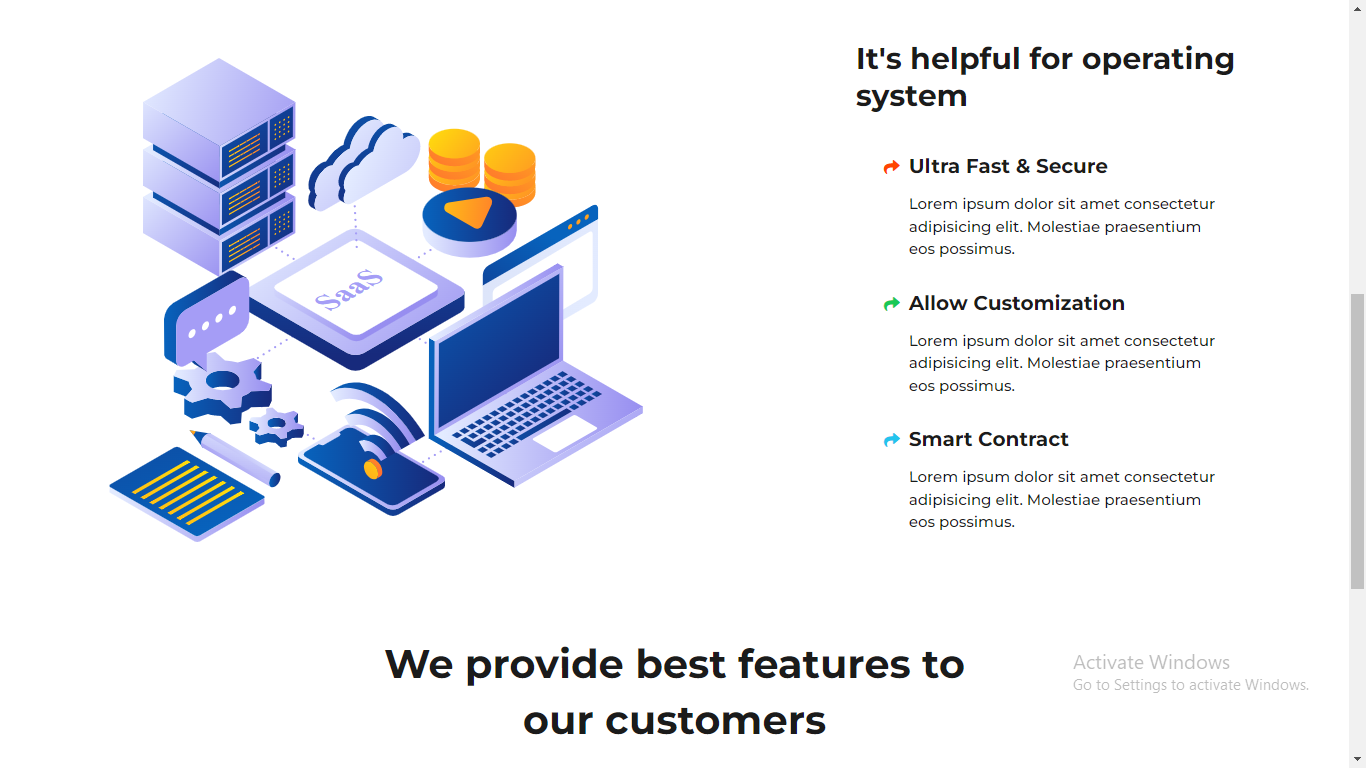 SaaS
It's helpful for operating
system
Ultra Fast & Secure
Lorem ipsum dolor sit amet consectetur
adipisicing elit. Molestiae praesentium
eos possimus.
Allow Customization
Lorem ipsum dolor sit amet consectetur
adipisicing elit. Molestiae praesentium
eos possimus.
Smart Contract
Lorem ipsum dolor sit amet consectetur
adipisicing elit. Molestiae praesentium
eos possimus.
We provide best features to
our customers
Activate Windows
Go to Settings to activate Windows.